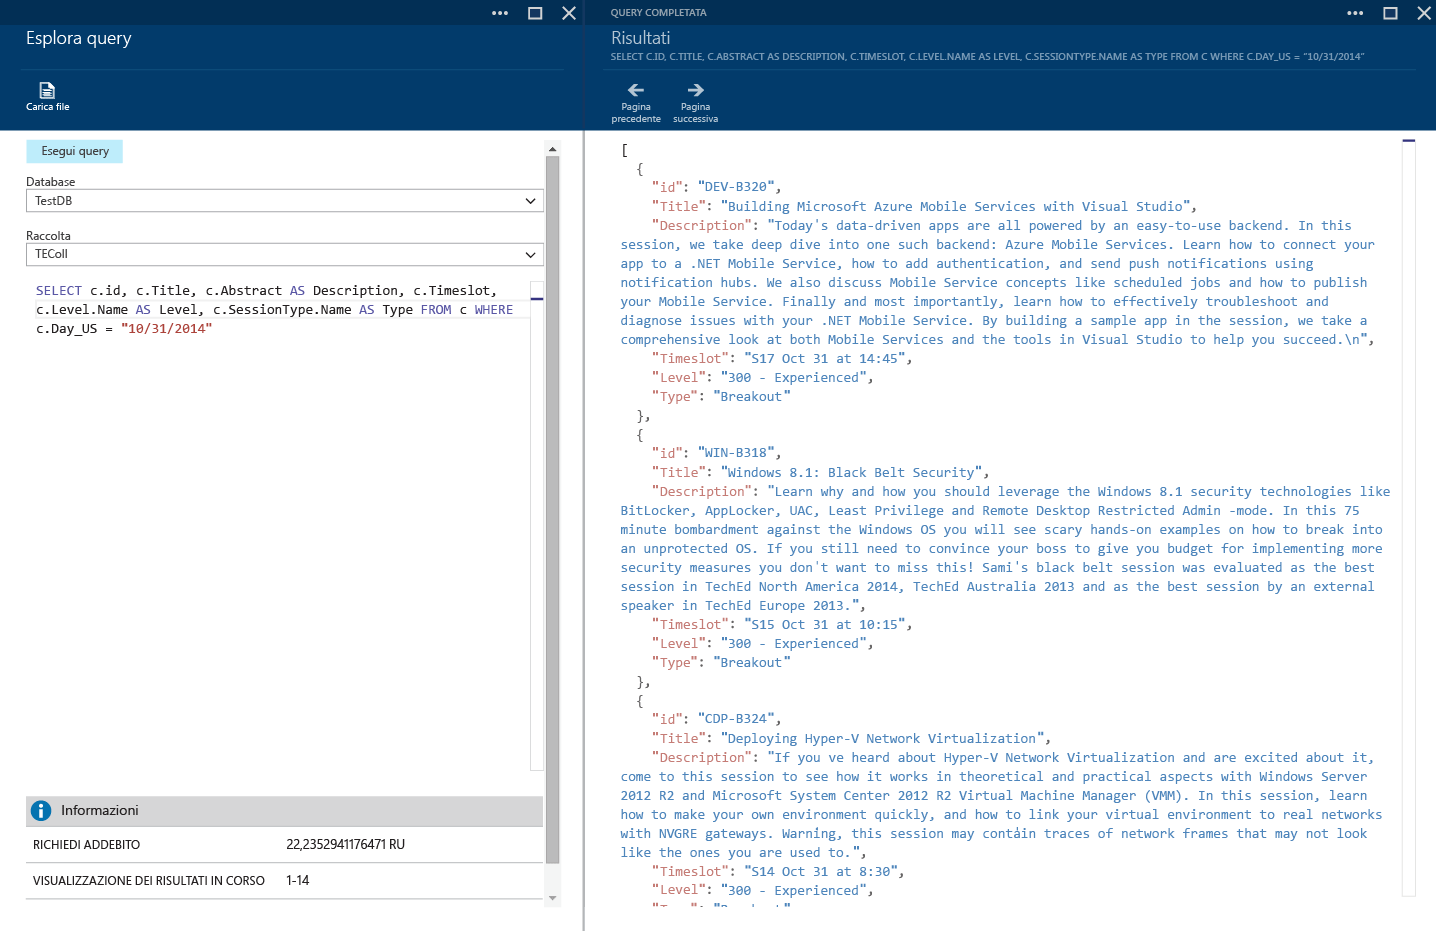 Esplora query
Carica file
Esegui query
Database
TestDB
Raccolta
TEColl
SELECT c.id, c.Title, c.Abstract AS Description, c.Timeslot,
c.Level.Name AS Level, c.SessionType.Name AS Type FROM c WHERE
c.Day_US = "10/31/2014"
Informazioni
RICHIEDI ADDEBITO 22,2352941176471 RU
VISUALIZZAZIONE DEI RISULTATI IN CORSO 1-14
QUERY COMPLETATA
Risultati
SELECT C.ID, C.TITLE, C.ABSTRACT AS DESCRIPTION, C.TIMESLOT, C.LEVEL.NAME AS LEVEL, C.SESSIONTYPE.NAME AS TYPE FROM C WHERE C.DAY_US = "10/31/2014"
Pagina precedente
Pagina successiva
[
{
"id": "DEV-B320",
"Title": "Building Microsoft Azure Mobile Services with Visual Studio",
"Description": "Today's data-driven apps are all powered by an easy-to-use backend. In this
session, we take deep dive into one such backend: Azure Mobile Services. Learn how to connect your
app to a .NET Mobile Service, how to add authentication, and send push notifications using
notification hubs. We also discuss Mobile Service concepts like scheduled jobs and how to publish
your Mobile Service. Finally and most importantly, learn how to effectively troubleshoot and
diagnose issues with your .NET Mobile Service. By building a sample app in the session, we take a
comprehensive look at both Mobile Services and the tools in Visual Studio to help you succeed.\n",
"Timeslot": "S17 Oct 31 at 14:45",
"Level": "300 - Experienced",
"Type": "Breakout"
},
{
"id": "WIN-B318",
"Title": "Windows 8.1: Black Belt Security",
"Description": "Learn why and how you should leverage the Windows 8.1 security technologies like
BitLocker, AppLocker, UAC, Least Privilege and Remote Desktop Restricted Admin -mode. In this 75
minute bombardment against the Windows OS you will see scary hands-on examples on how to break into
an unprotected OS. If you still need to convince your boss to give you budget for implementing more
security measures you don't want to miss this! Sami's black belt session was evaluated as the best
session in TechEd North America 2014, TechEd Australia 2013 and as the best session by an external
speaker in TechEd Europe 2013.",
"Timeslot": "S15 Oct 31 at 10:15",
"Level": "300 - Experienced",
"Type": "Breakout"
},
{
"id": "CDP-B324",
"Title": "Deploying Hyper-V Network Virtualization",
"Description": "If you ve heard about Hyper-V Network Virtualization and are excited about it,
come to this session to see how it works in theoretical and practical aspects with Windows Server
2012 R2 and Microsoft System Center 2012 R2 Virtual Machine Manager (VMM). In this session, learn
how to make your own environment quickly, and how to link your virtual environment to real networks
with NVGRE gateways. Warning, this session may contain traces of network frames that may not look
like the ones you are used to.",
"Timeslot": "S14 Oct 31 at 8:30",
"Level": "300 - Experienced",